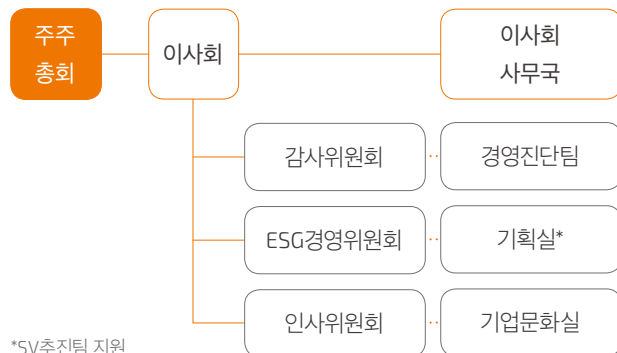 주주
총회
이사회
이사회
사무국
감사위원회
경영진단팀
ESG경영위원회
기획실*
인사위원회
기업문화실
*SV추진팀 지원